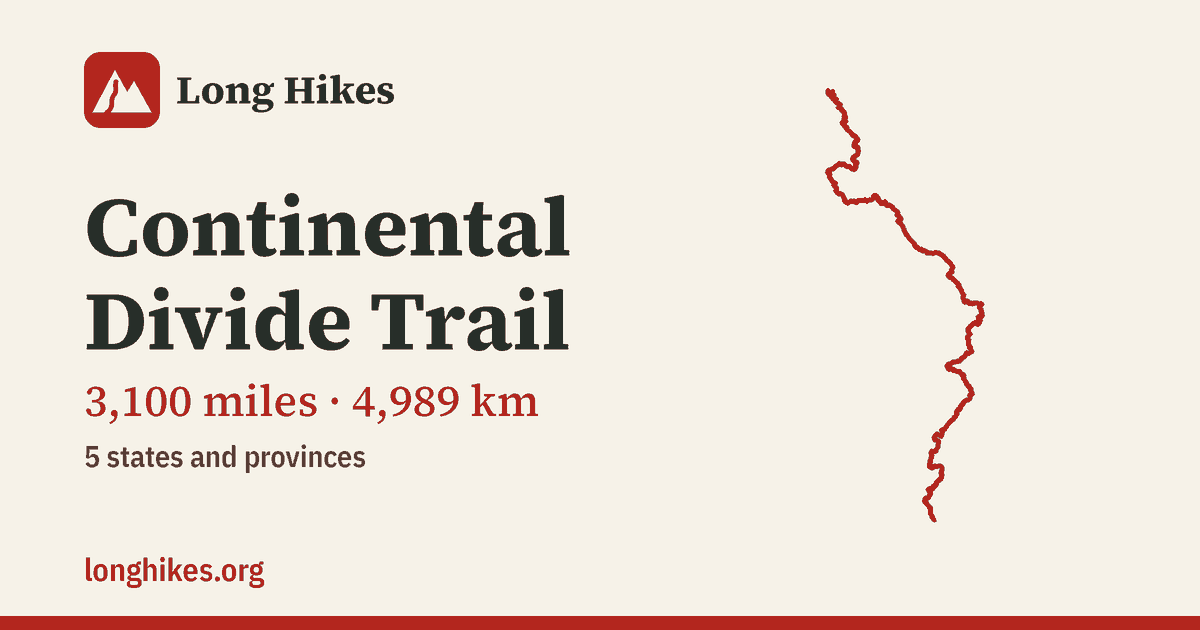 Long Hikes
Continental
Divide Trail
3,100 miles · 4,989 km
5 states and provinces
longhikes.org